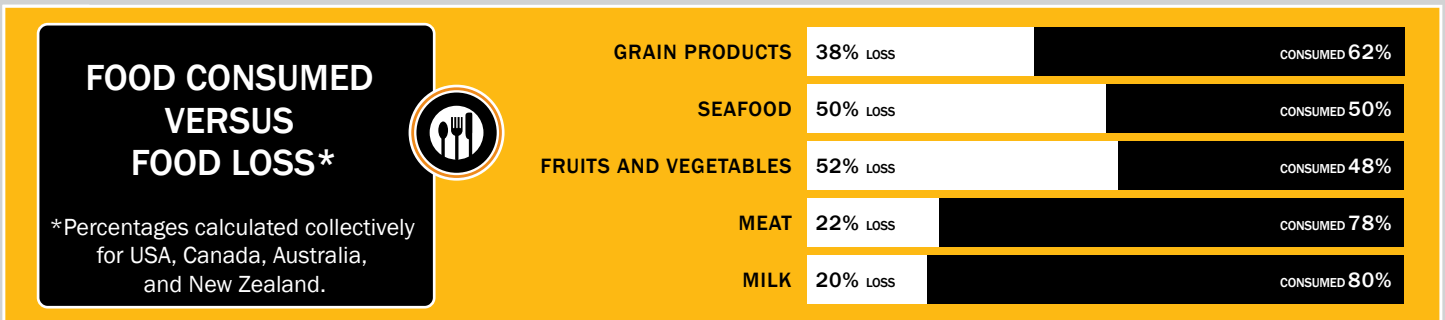 FOOD CONSUMED
VERSUS
FOOD LOSS*
*Percentages calculated collectively
for USA, Canada, Australia,
and New Zealand.
GRAIN PRODUCTS 38% LOSS CONSUMED 62%
SEAFOOD 50% LOSS CONSUMED 50%
FRUITS AND VEGETABLES 52% LOSS CONSUMED 48%
MEAT 22% LOSS CONSUMED 78%
MILK 20% LOSS CONSUMED 80%